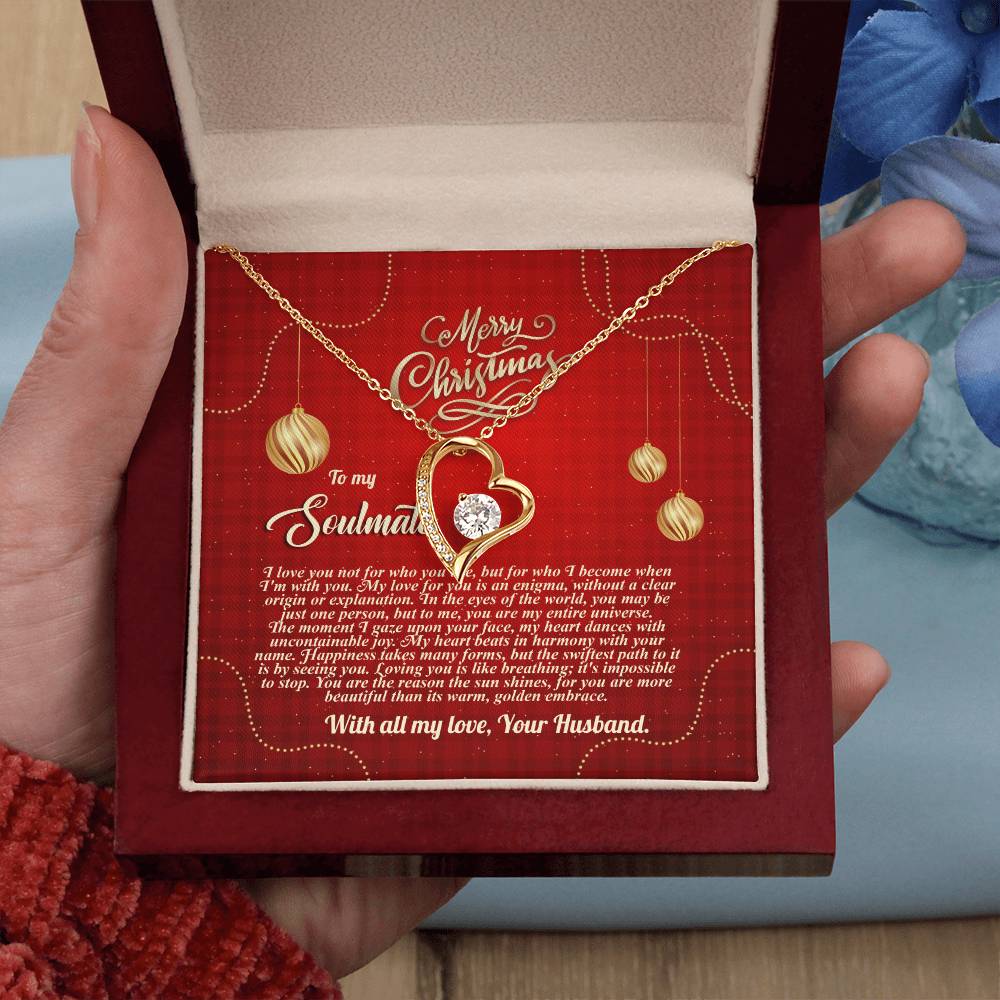 Merry
Christmas
To my
Soulmate
I love you not for who you are, but for who I become when
I'm with you. My love for you is an enigma, without a clear
origin or explanation. In the eyes of the world, you may be
just one person, but to me, you are my entire universe.
The moment I gaze upon your face, my heart dances with
uncontainable joy. My heart beats in harmony with your
name. Happiness takes many forms, but the swiftest path to it
is by seeing you. Loving you is like breathing; it's impossible
to stop. You are the reason the sun shines, for you are more
beautiful than its warm, golden embrace.
With all my love, Your Husband.